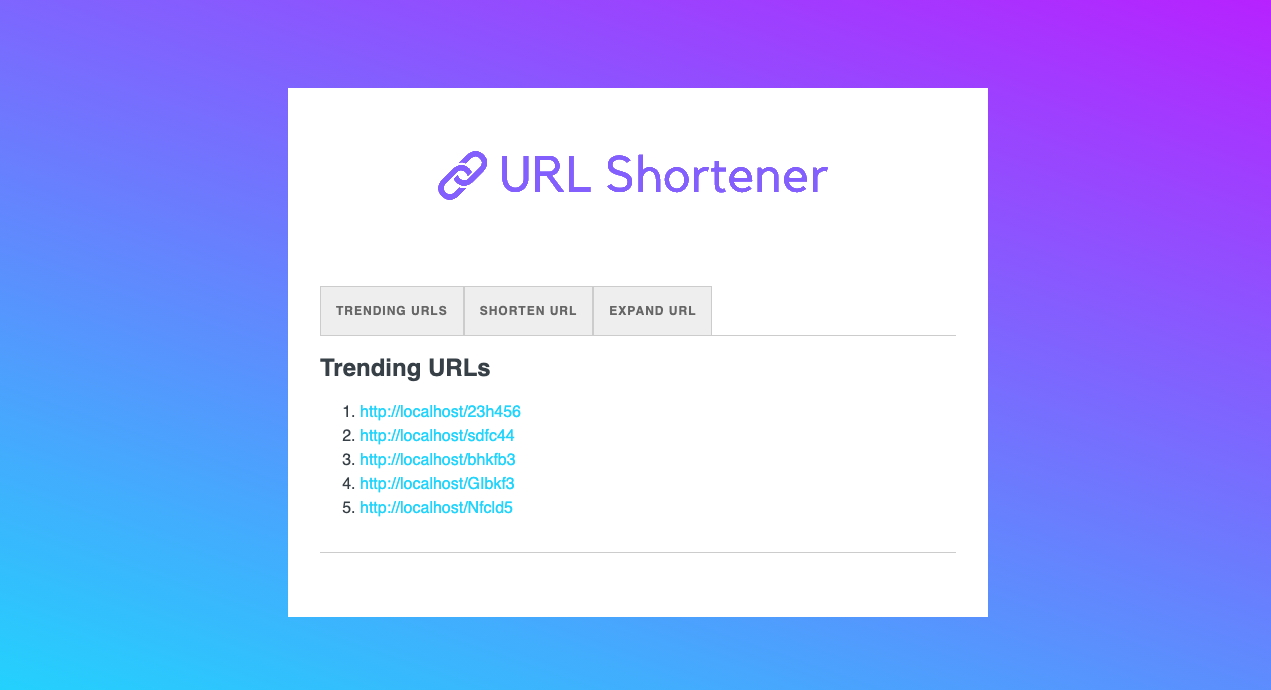 URL Shortener
TRENDING URLS SHORTEN URL EXPAND URL
Trending URLs
1. http://localhost/23h456
2. http://localhost/sdfc44
3. http://localhost/bhkfb3
4. http://localhost/GIbkf3
5. http://localhost/Nfcld5